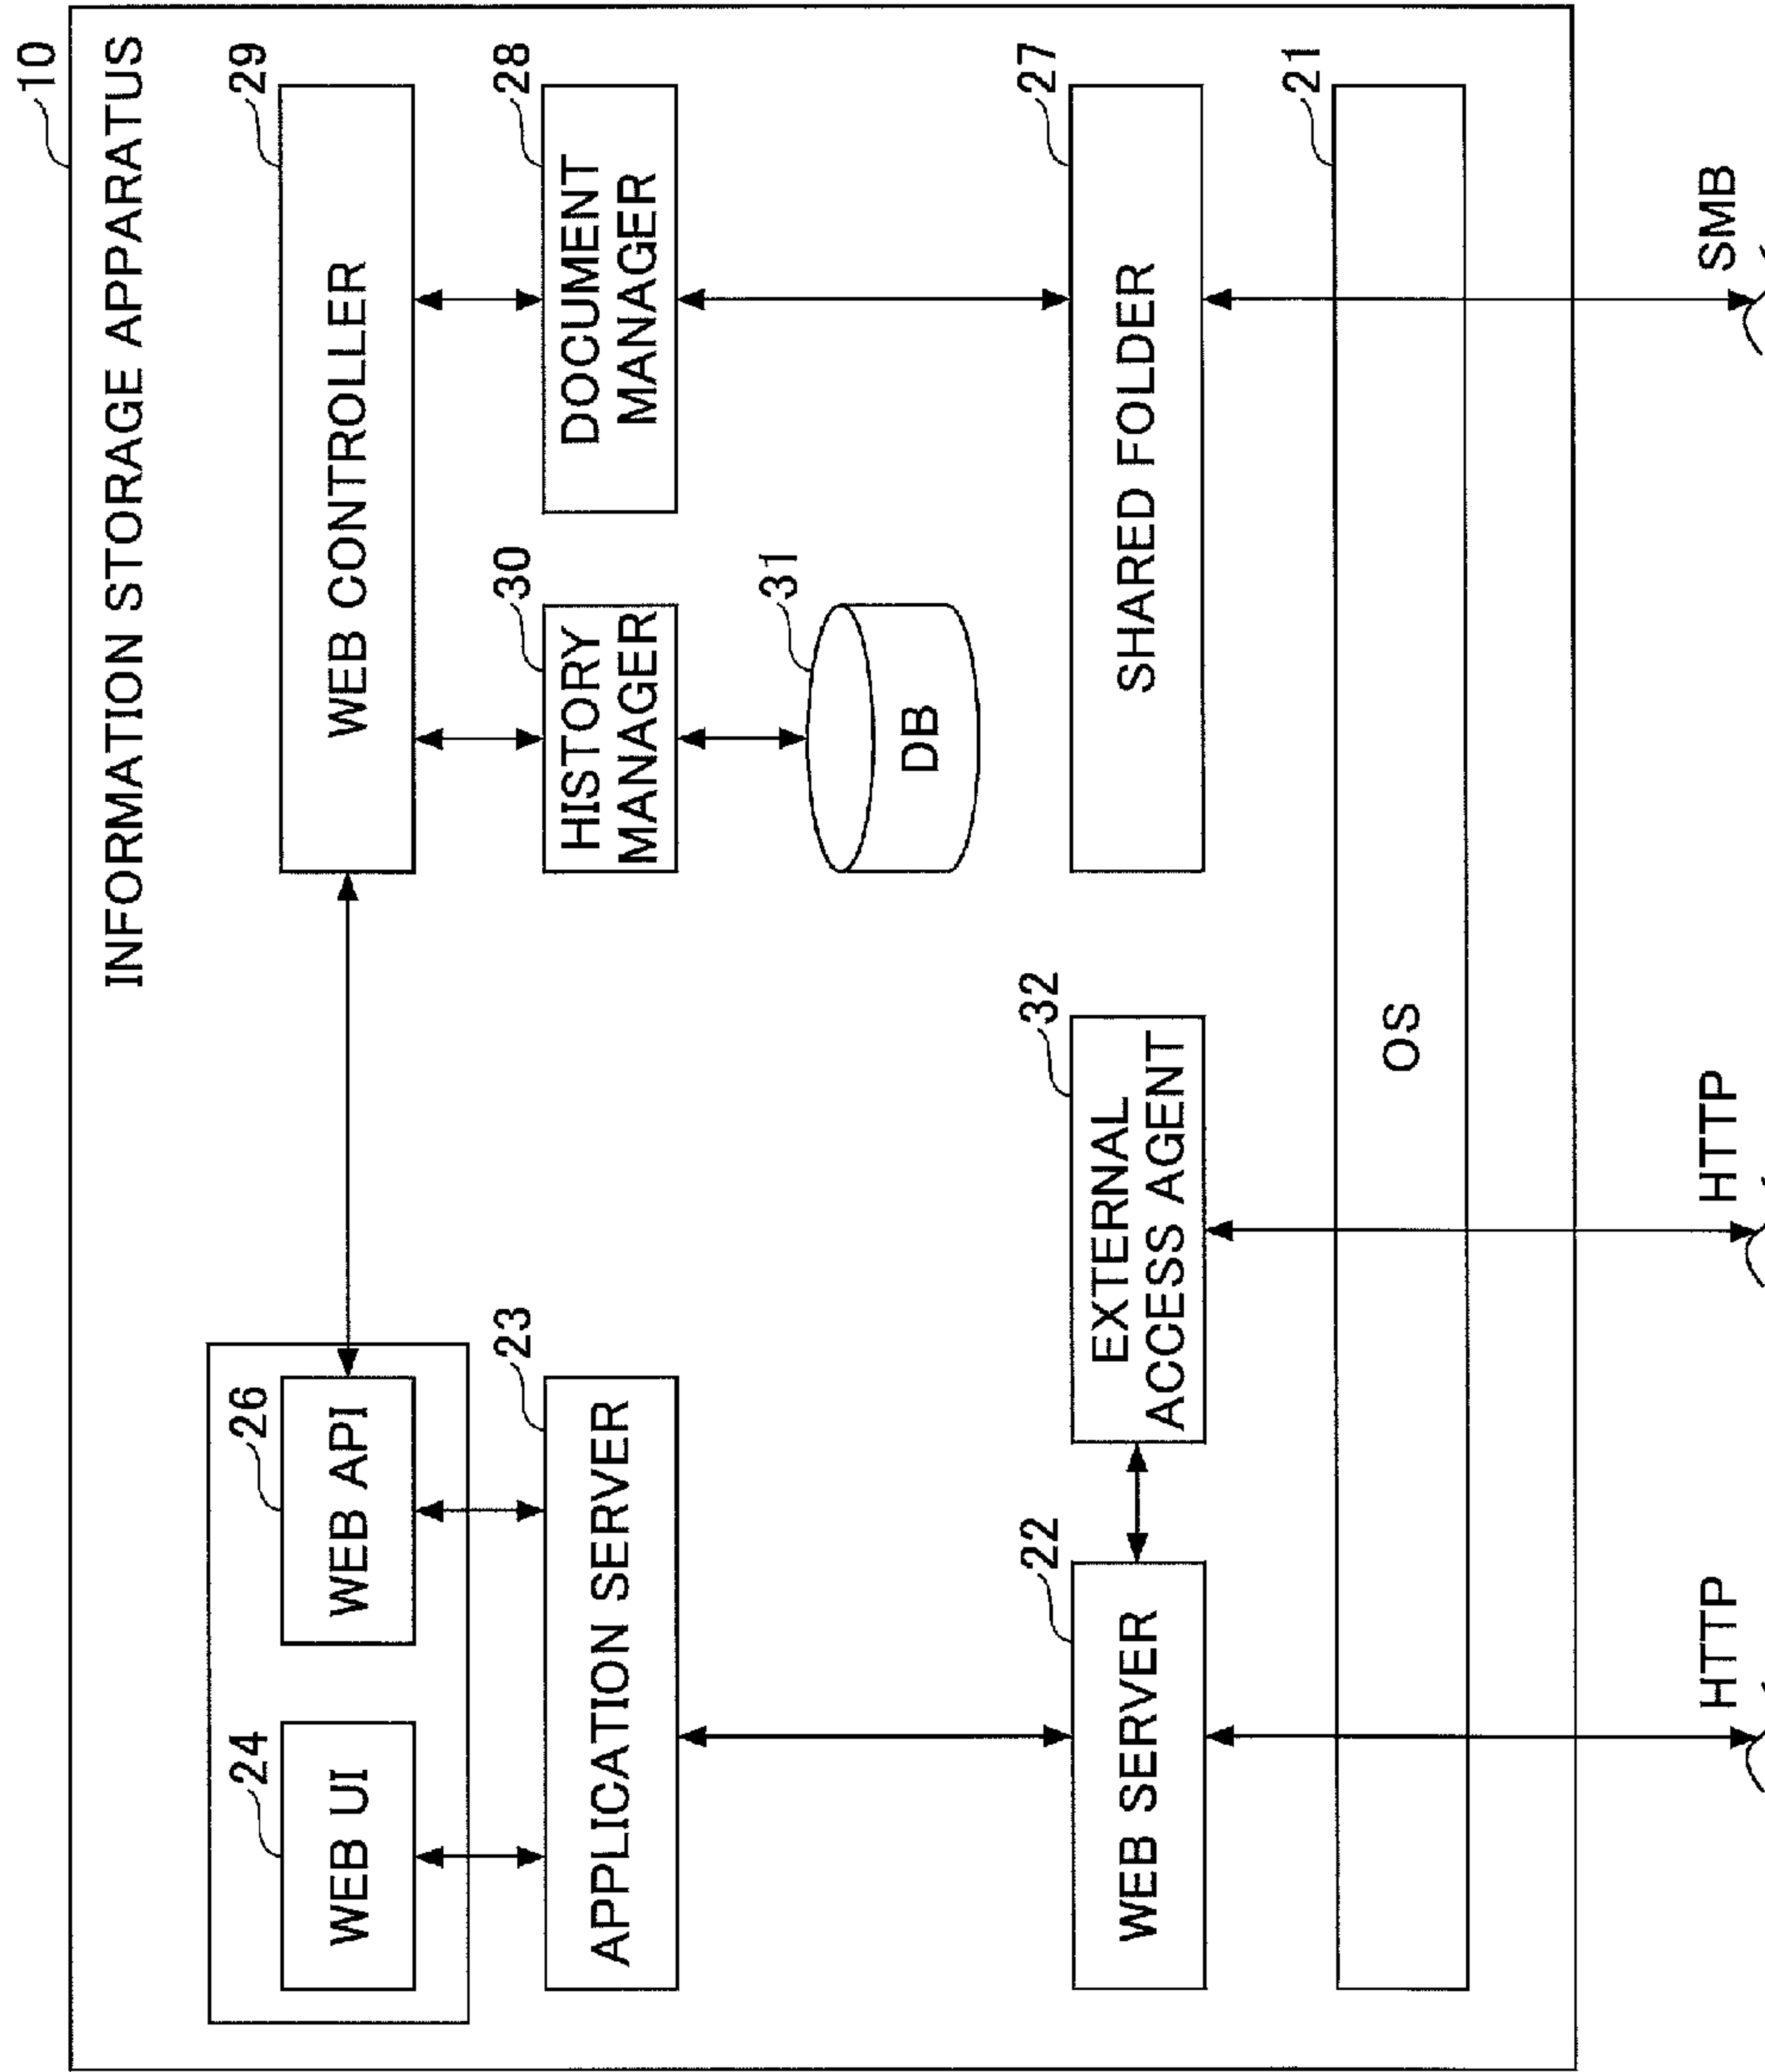 10
INFORMATION STORAGE APPARATUS
24
26
29
WEB UI
WEB API
WEB CONTROLLER
23
30
28
APPLICATION SERVER
HISTORY
MANAGER
DOCUMENT
MANAGER
31
DB
22
32
27
WEB SERVER
EXTERNAL
ACCESS AGENT
SHARED FOLDER
21
OS
HTTP
HTTP
SMB